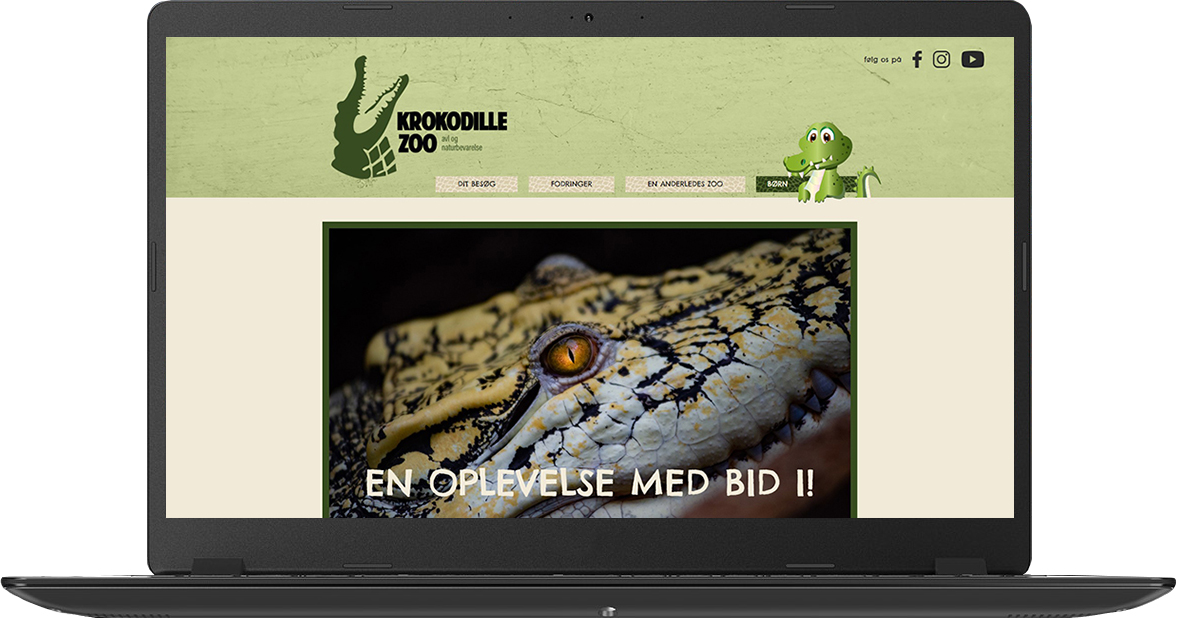 følg os på
KROKODILLE
ZOO avl og
naturbevarelse
DIT BESØG FODRINGER EN ANDERLEDES ZOO BØRN
EN OPLEVELSE MED BID I!